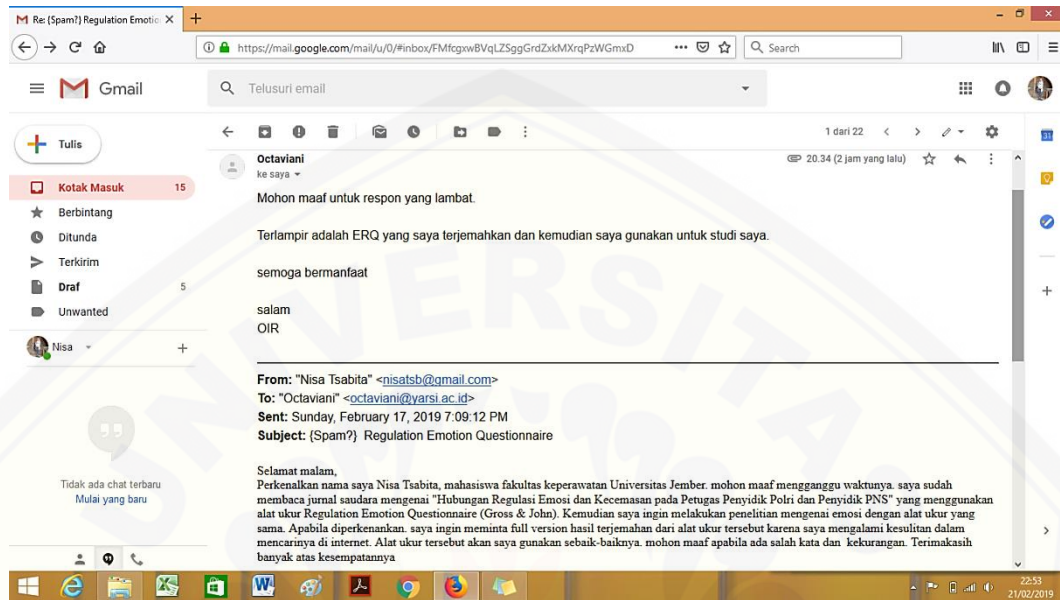 Re: {Spam?} Regulation Emotio
https://mail.google.com/mail/u/0/#inbox/FMfcgxwBVqLZSggGrdZxkMXrqPzWGmxD
Search
Gmail
Telusuri email
Tulis
1 dari 22
Kotak Masuk 15
Berbintang
Ditunda
Terkirim
Draf 5
Unwanted
Nisa
Tidak ada chat terbaru
Mulai yang baru
Octaviani
20.34 (2 jam yang lalu)
ke saya
Mohon maaf untuk respon yang lambat.
Terlampir adalah ERQ yang saya terjemahkan dan kemudian saya gunakan untuk studi saya.
semoga bermanfaat
salam
OIR
From: "Nisa Tsabita" <nisatsb@gmail.com>
To: "Octaviani" <octaviani@yarsi.ac.id>
Sent: Sunday, February 17, 2019 7:09:12 PM
Subject: {Spam?} Regulation Emotion Questionnaire
Selamat malam,
Perkenalkan nama saya Nisa Tsabita, mahasiswa fakultas keperawatan Universitas Jember. mohon maaf mengganggu waktunya. saya sudah
membaca jurnal saudara mengenai "Hubungan Regulasi Emosi dan Kecemasan pada Petugas Penyidik Polri dan Penyidik PNS" yang menggunakan
alat ukur Regulation Emotion Questionnaire (Gross & John). Kemudian saya ingin melakukan penelitian mengenai emosi dengan alat ukur yang
sama. Apabila diperkenankan. saya ingin meminta full version hasil terjemahan dari alat ukur tersebut karena saya mengalami kesulitan dalam
mencarinya di internet. Alat ukur tersebut akan saya gunakan sebaik-baiknya. mohon maaf apabila ada salah kata dan kekurangan. Terimakasih
banyak atas kesempatannya
22:53
21/02/2019
31
UNIVERSITA